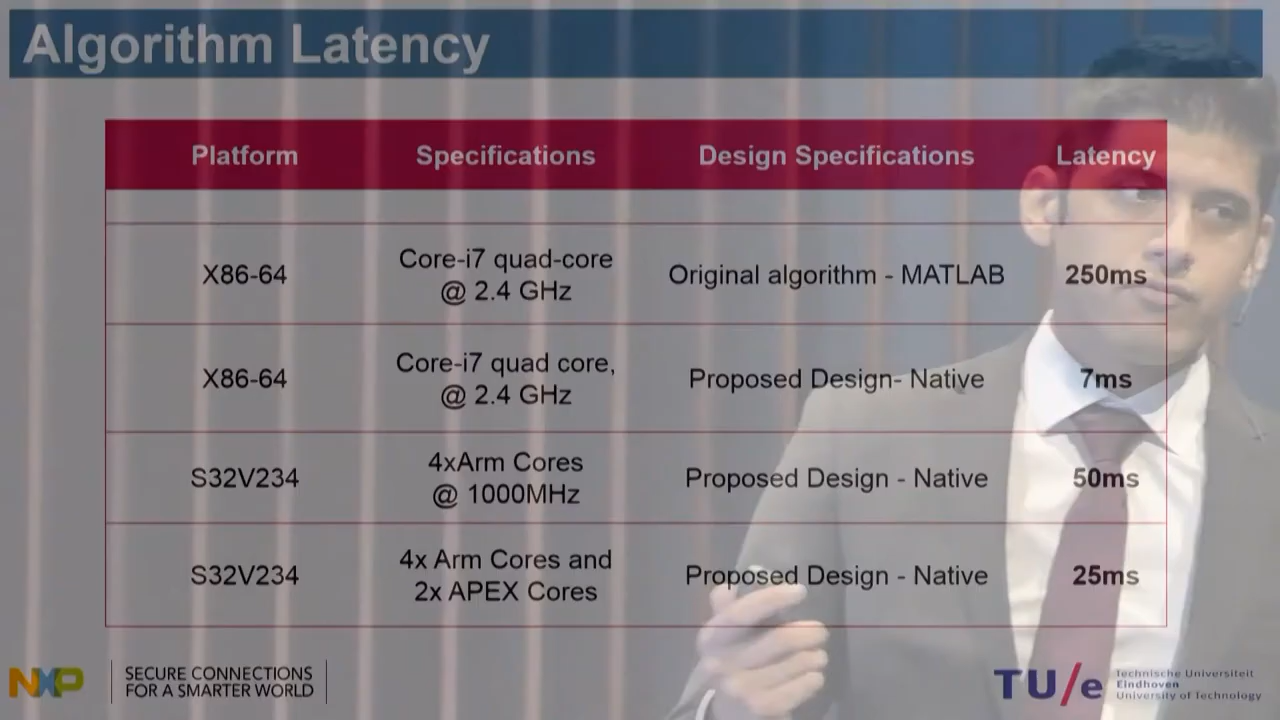 Algorithm Latency
Platform Specifications Design Specifications Latency
X86-64 Core-i7 quad-core @ 2.4 GHz Original algorithm - MATLAB 250ms
X86-64 Core-i7 quad core, @ 2.4 GHz Proposed Design- Native 7ms
S32V234 4xArm Cores @ 1000MHz Proposed Design - Native 50ms
S32V234 4x Arm Cores and 2x APEX Cores Proposed Design - Native 25ms
NXP
SECURE CONNECTIONS
FOR A SMARTER WORLD
TU/e
Technische Universiteit
Eindhoven
University of Technology